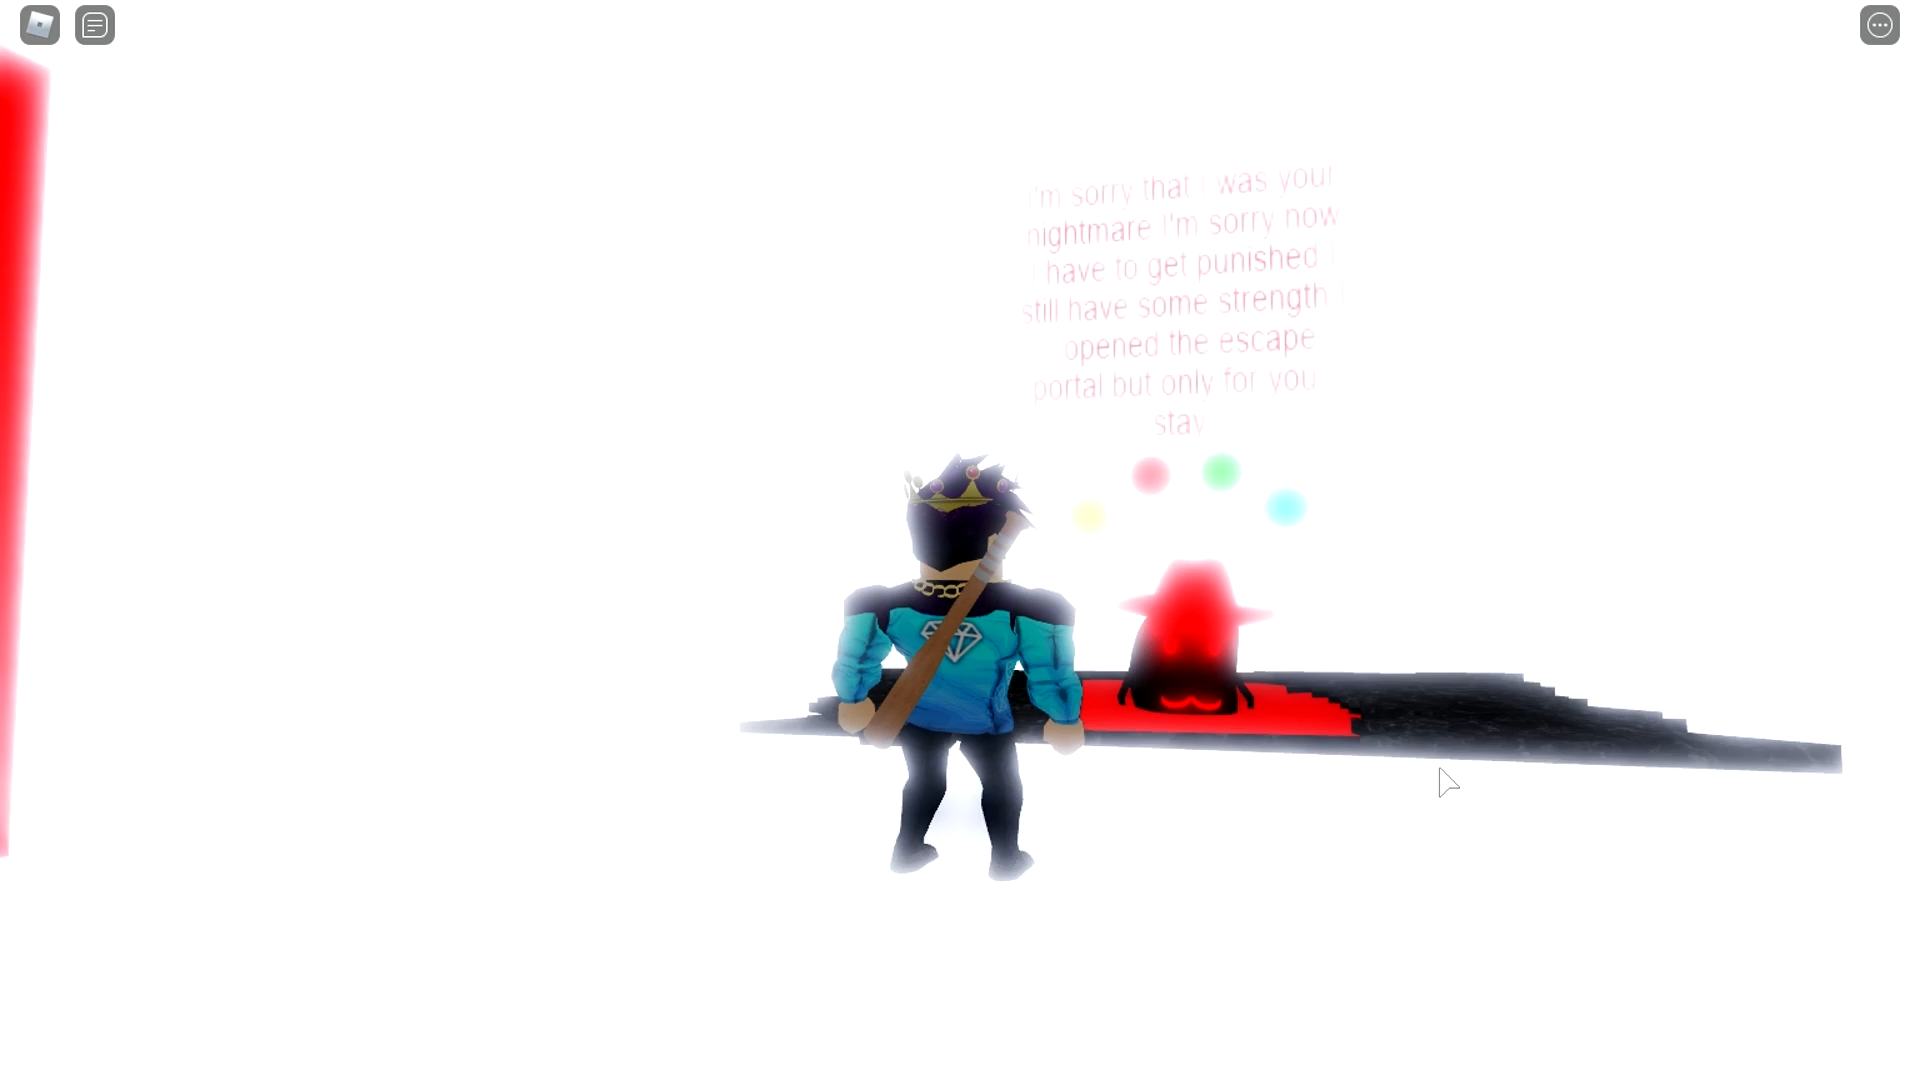 I'm sorry that I was your
nightmare I'm sorry now
I have to get punished I
still have some strength I
opened the escape
portal but only for you
stay